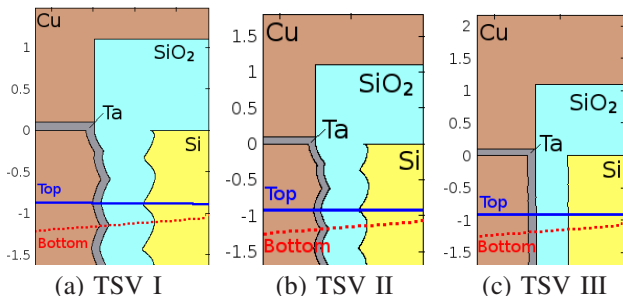 Cu
SiO₂
Ta
Si
Top
Bottom
1
0.5
0
-0.5
-1
-1.5
(a) TSV I
Cu
SiO₂
Ta
Si
Top
Bottom
1.5
1
0.5
0
-0.5
-1
-1.5
(b) TSV II
Cu
SiO₂
Ta
Si
Top
Bottom
2
1.5
1
0.5
0
-0.5
-1
-1.5
(c) TSV III